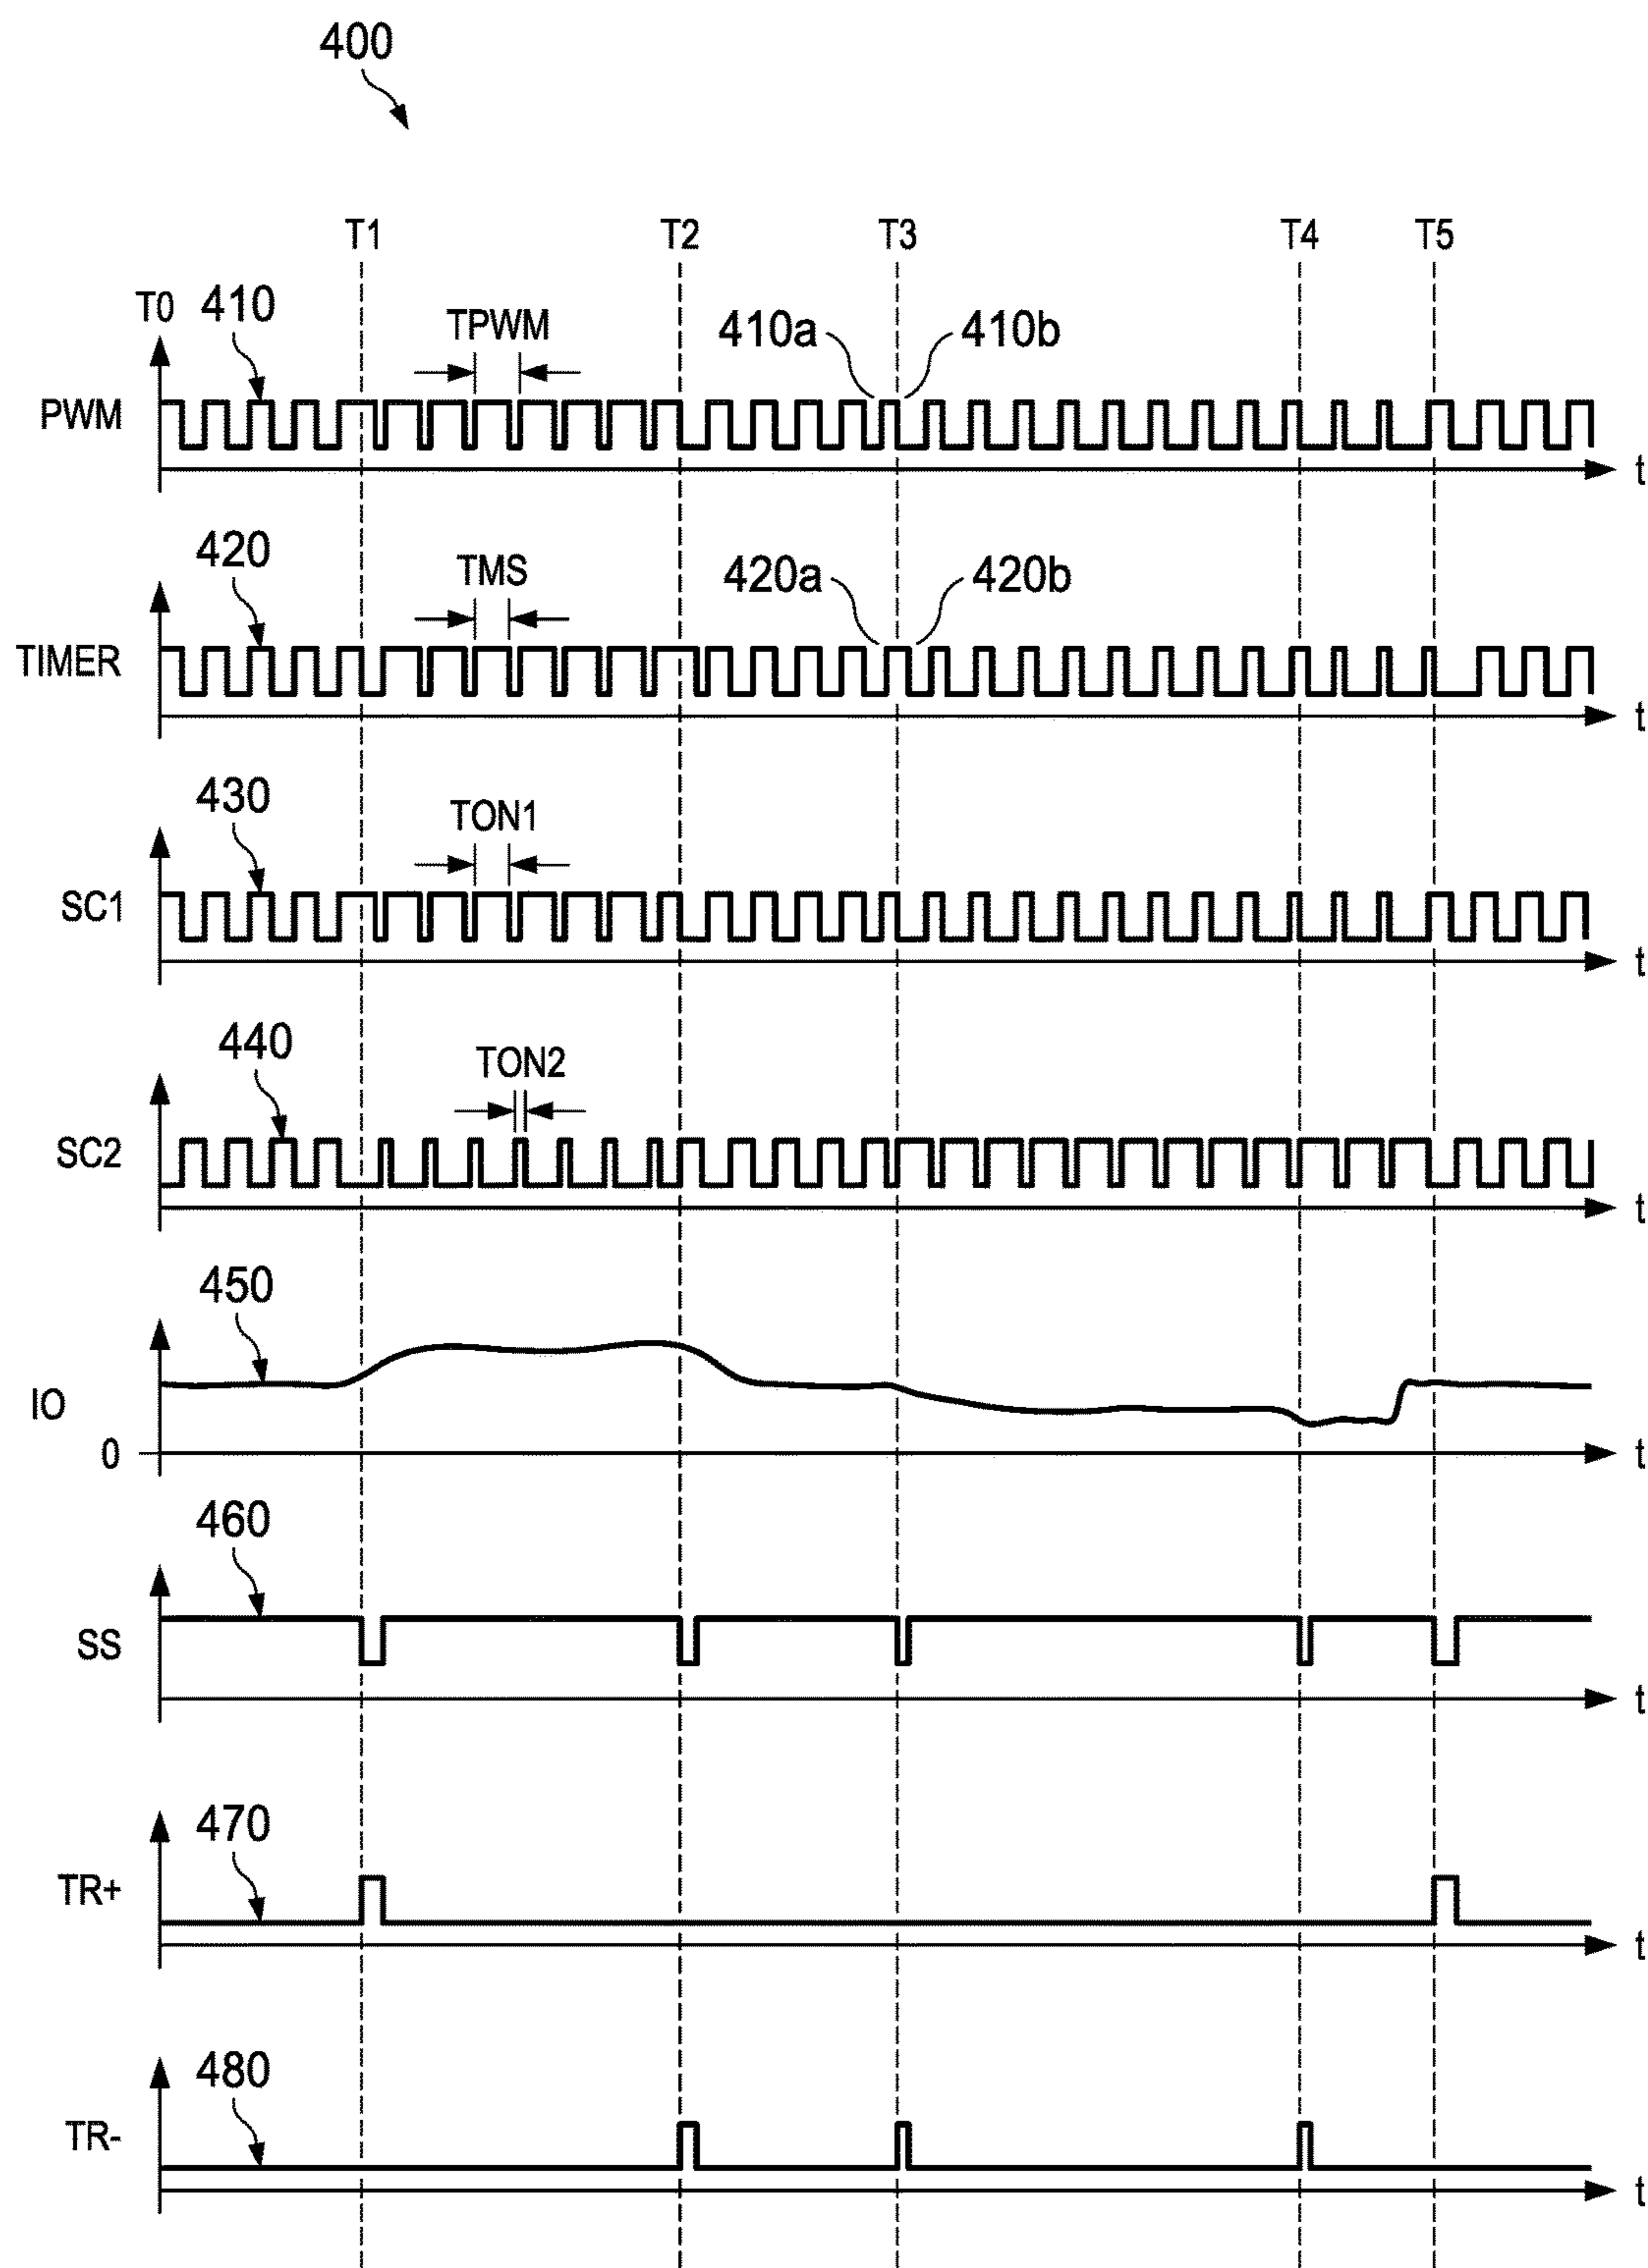 400
T1 T2 T3 T4 T5
T0 410 TPWM 410a 410b
PWM
t
420 TMS 420a 420b
TIMER
t
430 TON1
SC1
t
440 TON2
SC2
t
450
IO
0 t
460
SS
t
470
TR+
t
480
TR-
t